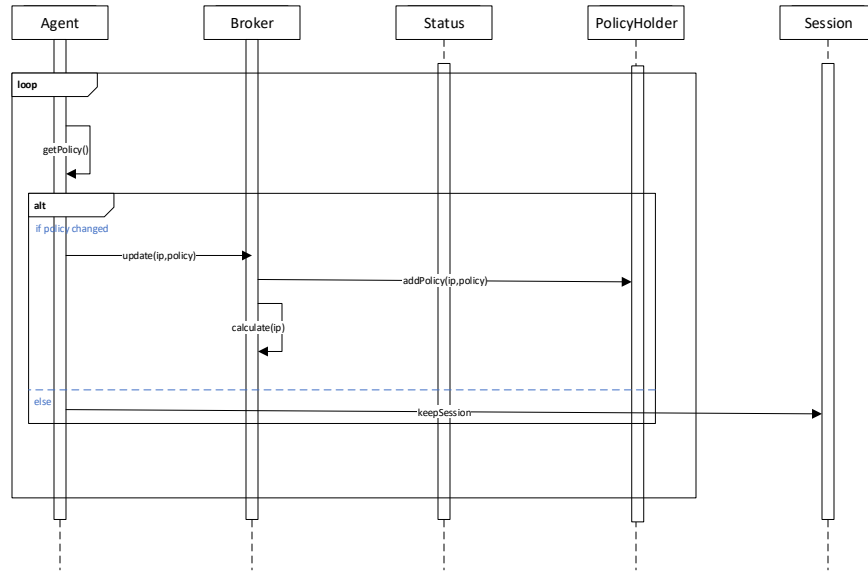 Agent
Broker
Status
PolicyHolder
Session
loop
getPolicy()
alt
if policy changed
update(ip,policy)
addPolicy(ip,policy)
calculate(ip)
else
keepSession